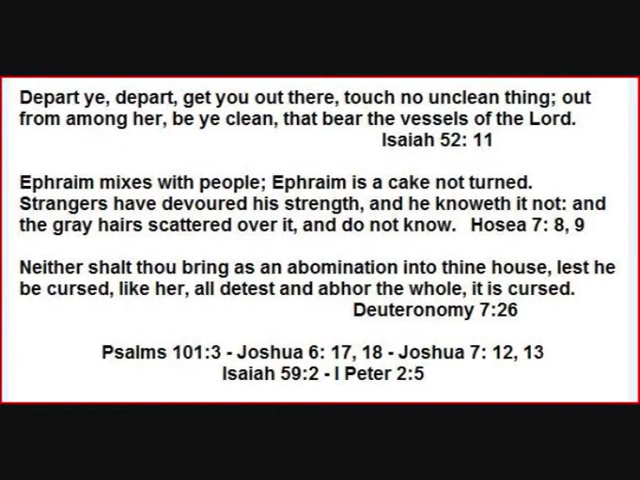 Depart ye, depart, get you out there, touch no unclean thing; out
from among her, be ye clean, that bear the vessels of the Lord.
Isaiah 52: 11
Ephraim mixes with people; Ephraim is a cake not turned.
Strangers have devoured his strength, and he knoweth it not: and
the gray hairs scattered over it, and do not know. Hosea 7: 8, 9
Neither shalt thou bring as an abomination into thine house, lest he
be cursed, like her, all detest and abhor the whole, it is cursed.
Deuteronomy 7:26
Psalms 101:3 - Joshua 6: 17, 18 - Joshua 7: 12, 13
Isaiah 59:2 - I Peter 2:5